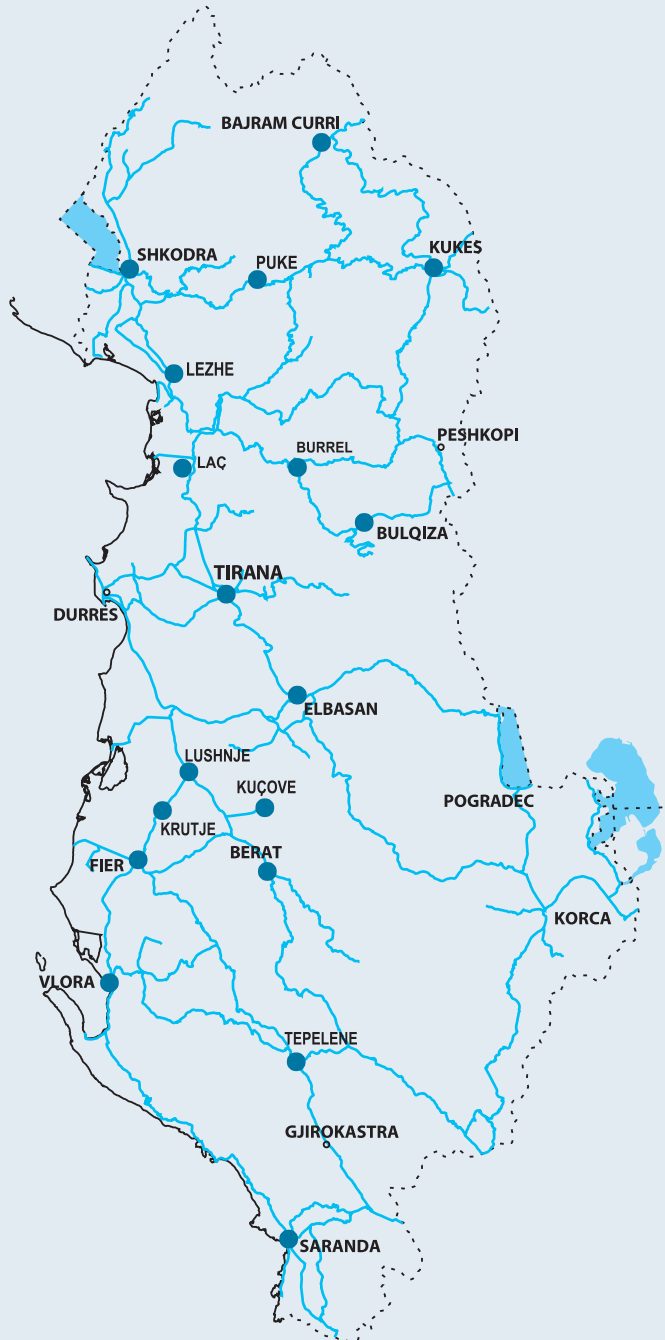 BAJRAM CURRI
SHKODRA
PUKE
KUKES
LEZHE
PESHKOPI
BURREL
LAÇ
BULQIZA
TIRANA
DURRES
ELBASAN
LUSHNJE
KUÇOVE
POGRADEC
KRUTJE
BERAT
FIER
KORCA
VLORA
TEPELENE
GJIROKASTRA
SARANDA